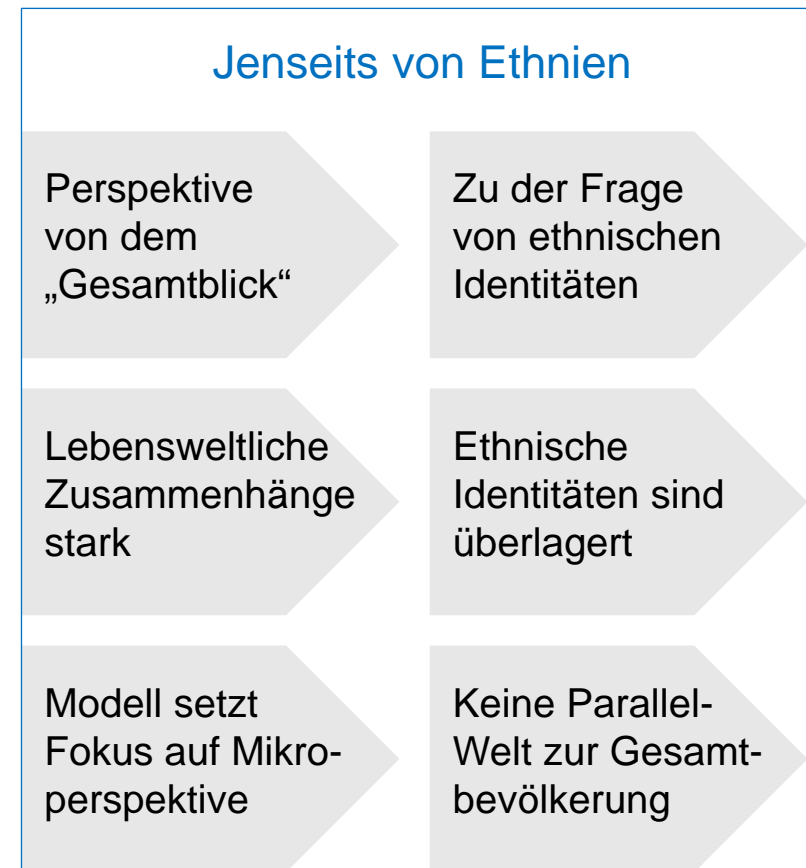 Jenseits von Ethnien
Perspektive
von dem
„Gesamtblick“
Zu der Frage
von ethnischen
Identitäten
Lebensweltliche
Zusammenhänge
stark
Ethnische
Identitäten sind
überlagert
Modell setzt
Fokus auf Mikro-
perspektive
Keine Parallel-
Welt zur Gesamt-
bevölkerung